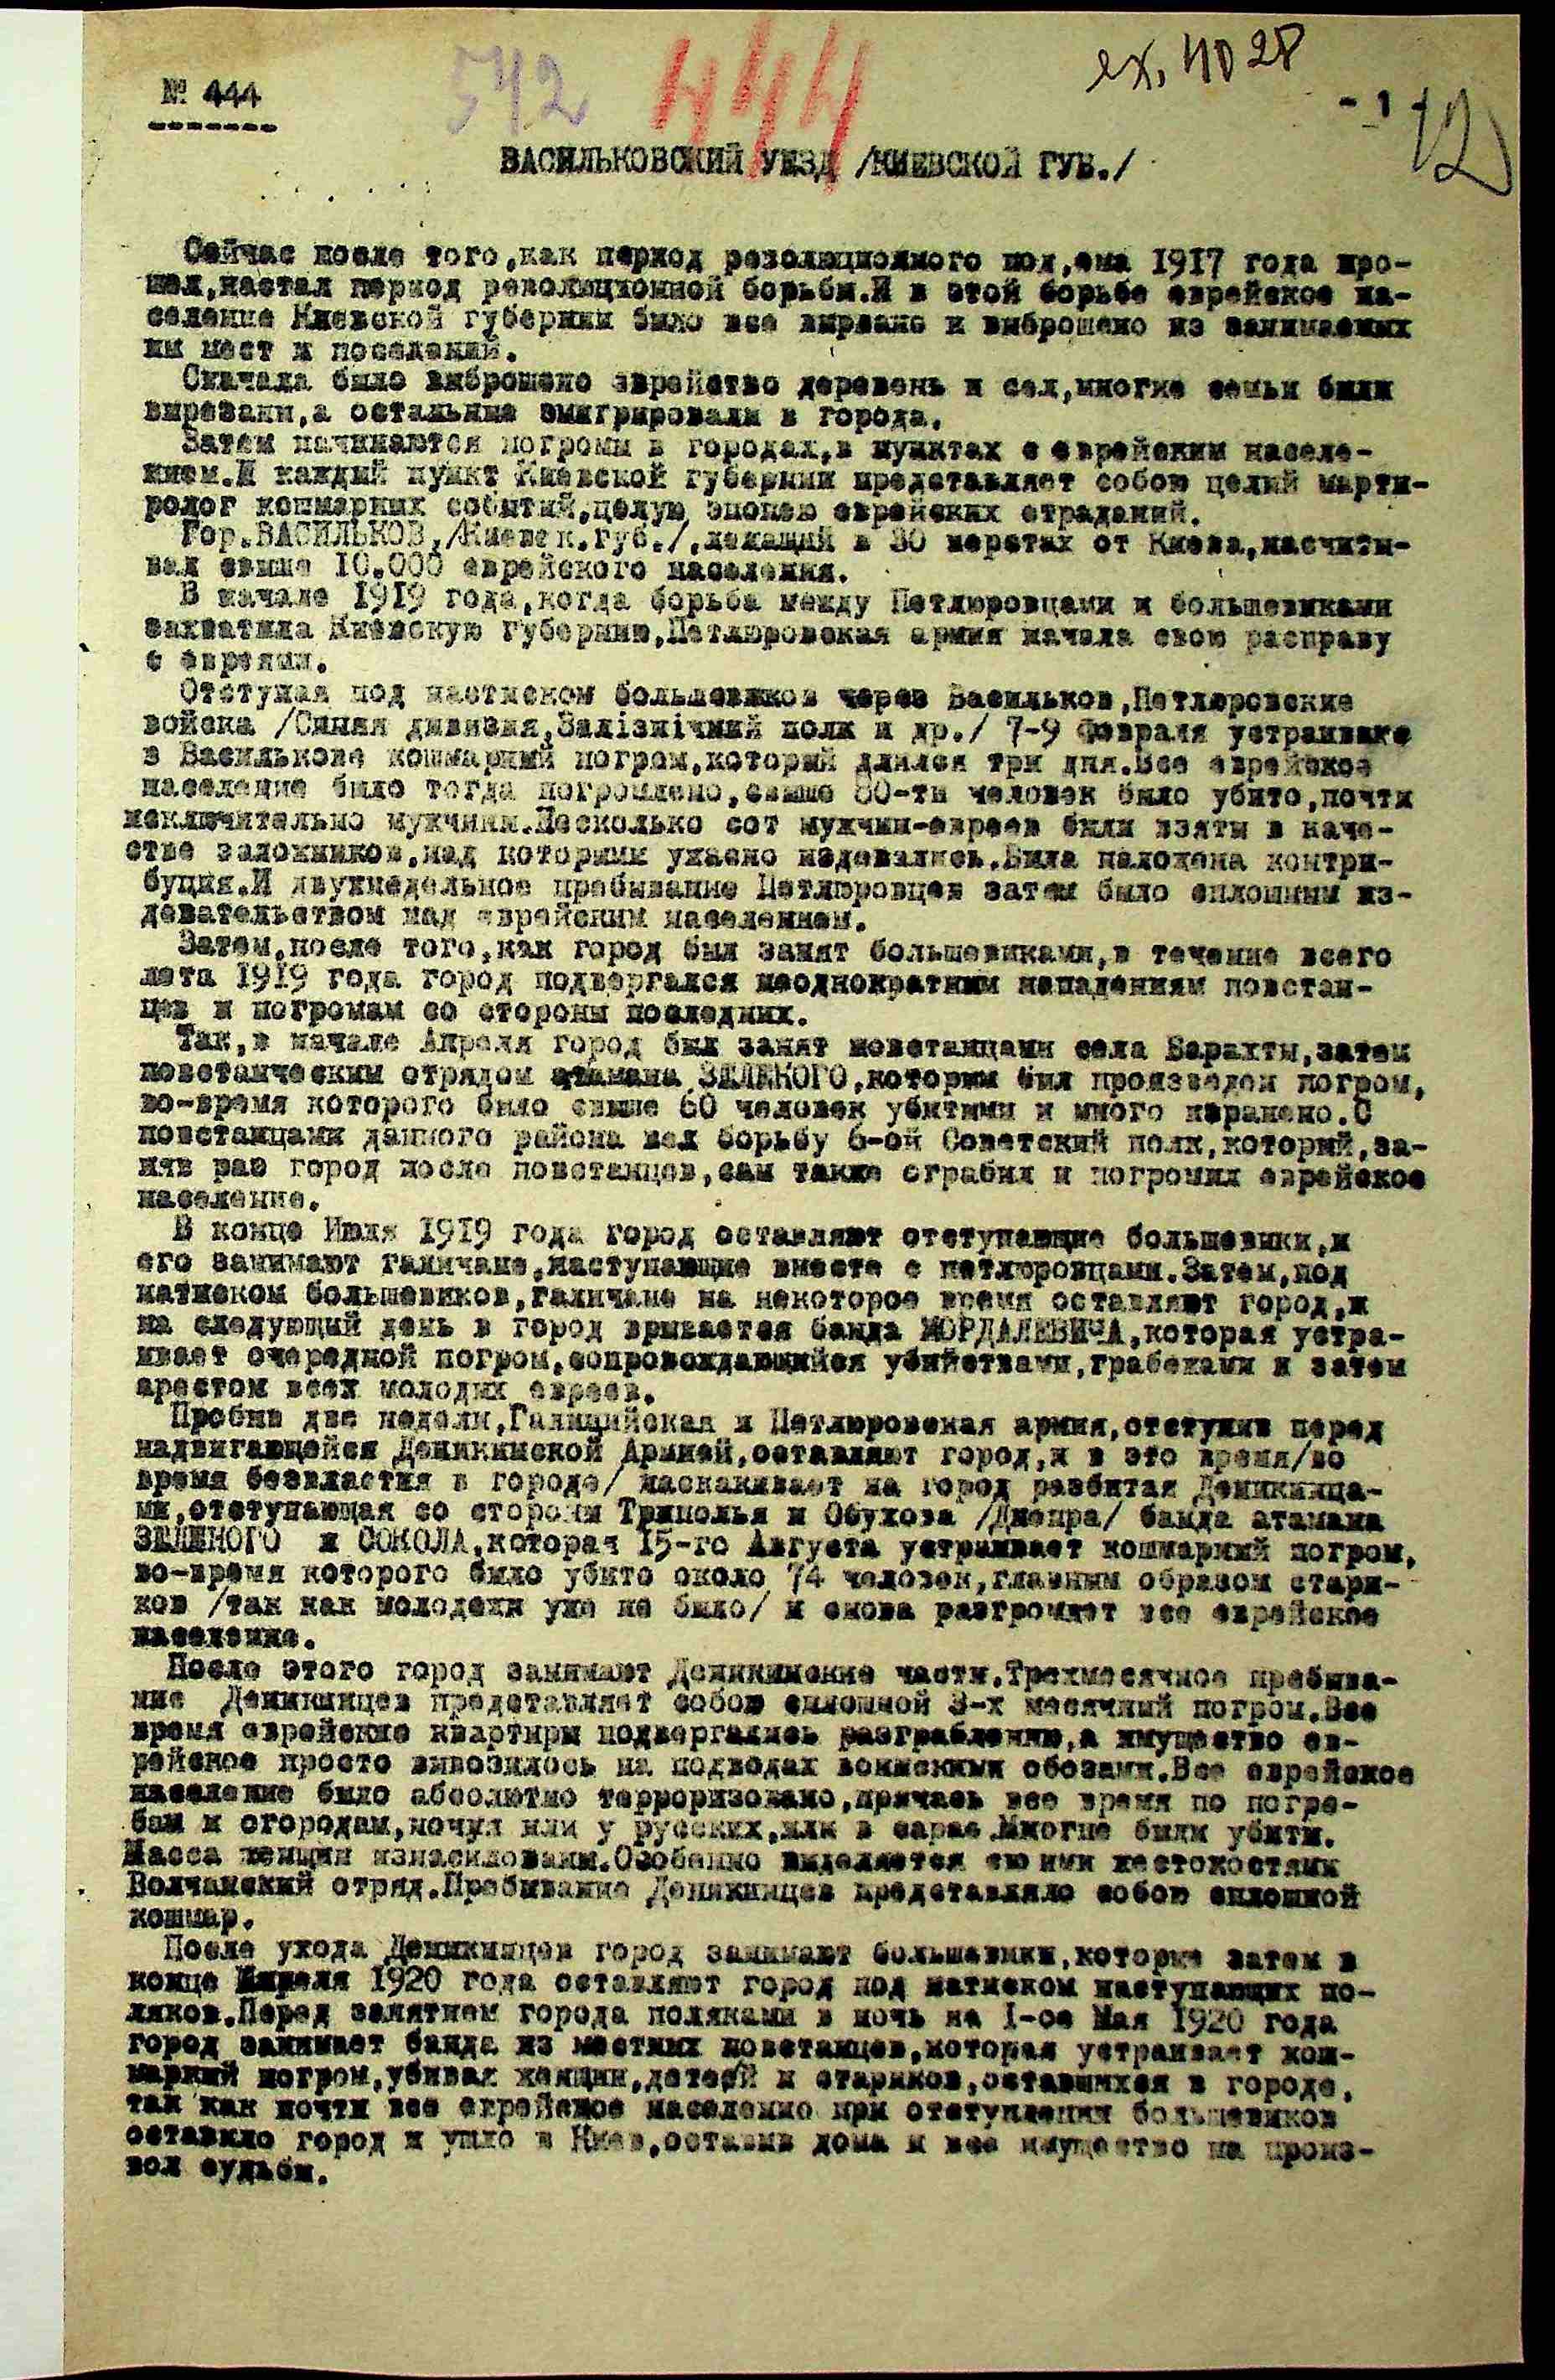 № 444
542
444
ex. 4028
- 1 -
12
ВАСИЛЬКОВСКИЙ УЕЗД /КИЕВСКОЙ ГУБ./
Сейчас после того,как период революционного под,ема 1917 года про-
шел,настал период революционной борьбы.И в этой борьбе еврейское на-
селение Киевской губернии было все вырвано и выброшено из занимаемых
им мест и поселений.
Сначала было выброшено еврейство деревень и сел,многие семьи были
вырезаны,а остальные эмигрировали в города.
Затем начинаются погромы в городах,в пунктах с еврейским населе-
нием.И каждый пункт Киевской губернии представляет собою целый марти-
ролог кошмарных событий,целую эпопею еврейских страданий.
Гор.ВАСИЛЬКОВ,/Киевск.губ./,лежащий в 30 верстах от Киева,насчиты-
вал свыше 10.000 еврейского населения.
В начале 1919 года,когда борьба между Петлюровцами и большевиками
захватила Киевскую губернию,Петлюровская армия начала свою расправу
с евреями.
Отступая под настиском большевиков через Васильков,Петлюровские
войска /Синяя дивизия,Залізнічний полк и др./ 7-9 Февраля устраивают
в Василькове кошмарный погром,который длился три дня.Все еврейское
население было тогда погромлено,свыше 80-ти человек было убито,почти
исключительно мужчины.Несколько сот мужчин-евреев были взяты в каче-
стве заложников,над которыми ужасно издевались.Была наложена контри-
буция.И двухнедельное пребывание Петлюровцев затем было сплошным из-
девательством над еврейским населением.
Затем,после того,как город был занят большевиками,в течение всего
лета 1919 года город подвергался неоднократным нападениям повстан-
цев и погромам со стороны последних.
Так,в начале Апреля город был занят повстанцами села Барахты,затем
повстанческим отрядом атамана ЗЕЛЕНОГО,которым был произведен погром,
во-время которого было свыше 60 человек убитыми и много изранено.С
повстанцами данного района вел борьбу 6-ой Советский полк,который,за-
няв раз город после повстанцев,сам также ограбил и погромил еврейское
население.
В конце Июля 1919 года город оставляют отступающие большевики,и
его занимают галичане,наступающие вместе с петлюровцами.Затем,под
натиском большевиков,галичане на некоторое время оставляют город,и
на следующий день в город врывается банда МОРДАЛЕВИЧА,которая устра-
ивает очередной погром,сопровождающийся убийствами,грабежами и затем
арестом всех молодых евреев.
Пробыв две недели,Галицийская и Петлюровская армия,отступив перед
надвигающейся Деникинской Армией,оставляют город,и в это время/во
время безвластия в городе/ наскакивает на город разбитая Деникинца-
ми,отступающая со стороны Триполья и Обухова /Днепра/ банда атамана
ЗЕЛЕНОГО и СОКОЛА,которая 15-го Августа устраивает кошмарный погром,
во-время которого было убито около 74 человек,главным образом стари-
ков /так как молодежи уже не было/ и снова разгромляет все еврейское
население.
После этого город занимают Деникинские части.Трехмесячное пребыва-
ние Деникинцев представляет собою сплошной 3-х месячный погром.Все
время еврейские квартиры подвергались разграблению,а имущество ев-
рейское просто вывозилось на подводах воинскими обозами.Все еврейское
население было абсолютно терроризовано,прячась все время по погре-
бам и огородам,ночуя или у русских,или в сарае.Многие были убиты.
Масса женщин изнасилованы.Особенно выделяется своими жестокостями
Волчанский отряд.Пребывание Деникинцев представляло собою сплошной
кошмар.
После ухода Деникинцев город занимают большевики,которые затем в
конце Апреля 1920 года оставляют город под натиском наступающих по-
ляков.Перед занятием города поляками в ночь на 1-ое Мая 1920 года
город занимает банда из местных повстанцев,которая устраивает кош-
марный погром,убивая женщин,детей и стариков,оставшихся в городе,
так как почти все еврейское население при отступлении большевиков
оставило город и ушло в Киев,оставив дома и все имущество на произ-
вол судьбы.